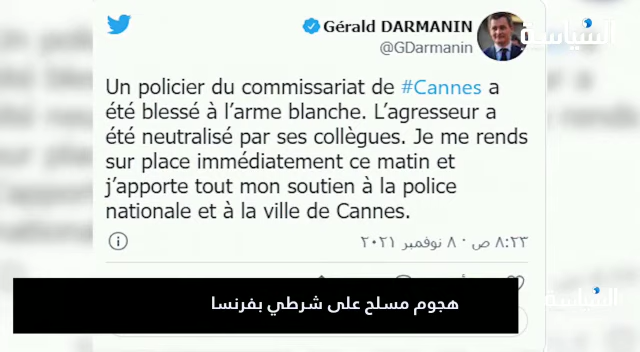 السياسة
Gérald DARMANIN
@GDarmanin
Un policier du commissariat de #Cannes a
été blessé à l’arme blanche. L’agresseur a
été neutralisé par ses collègues. Je me rends
sur place immédiatement ce matin et
j’apporte tout mon soutien à la police
nationale et à la ville de Cannes.
٨:٢٣ ص · ٨ نوفمبر ٢٠٢١
هجوم مسلح على شرطي بفرنسا
السياسة